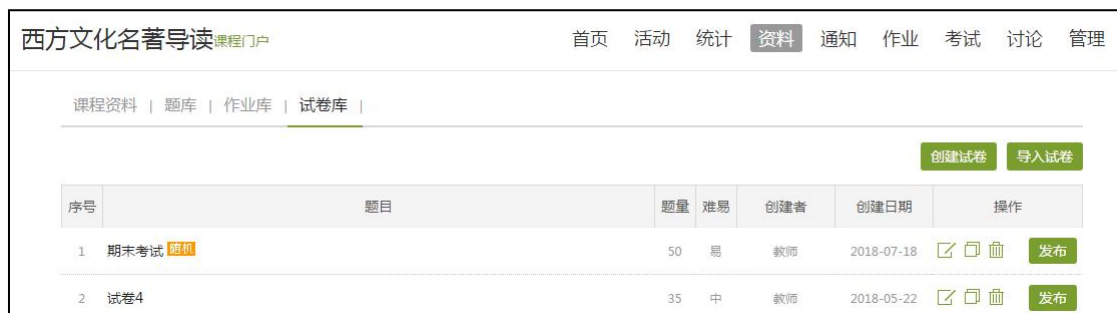 西方文化名著导读课程门户 首页 活动 统计 资料 通知 作业 考试 讨论 管理
课程资料 | 题库 | 作业库 | 试卷库 |
创建试卷 导入试卷
序号 题目 题量 难易 创建者 创建日期 操作
1 期末考试 随机 50 易 教师 2018-07-18 发布
2 试卷4 35 中 教师 2018-05-22 发布